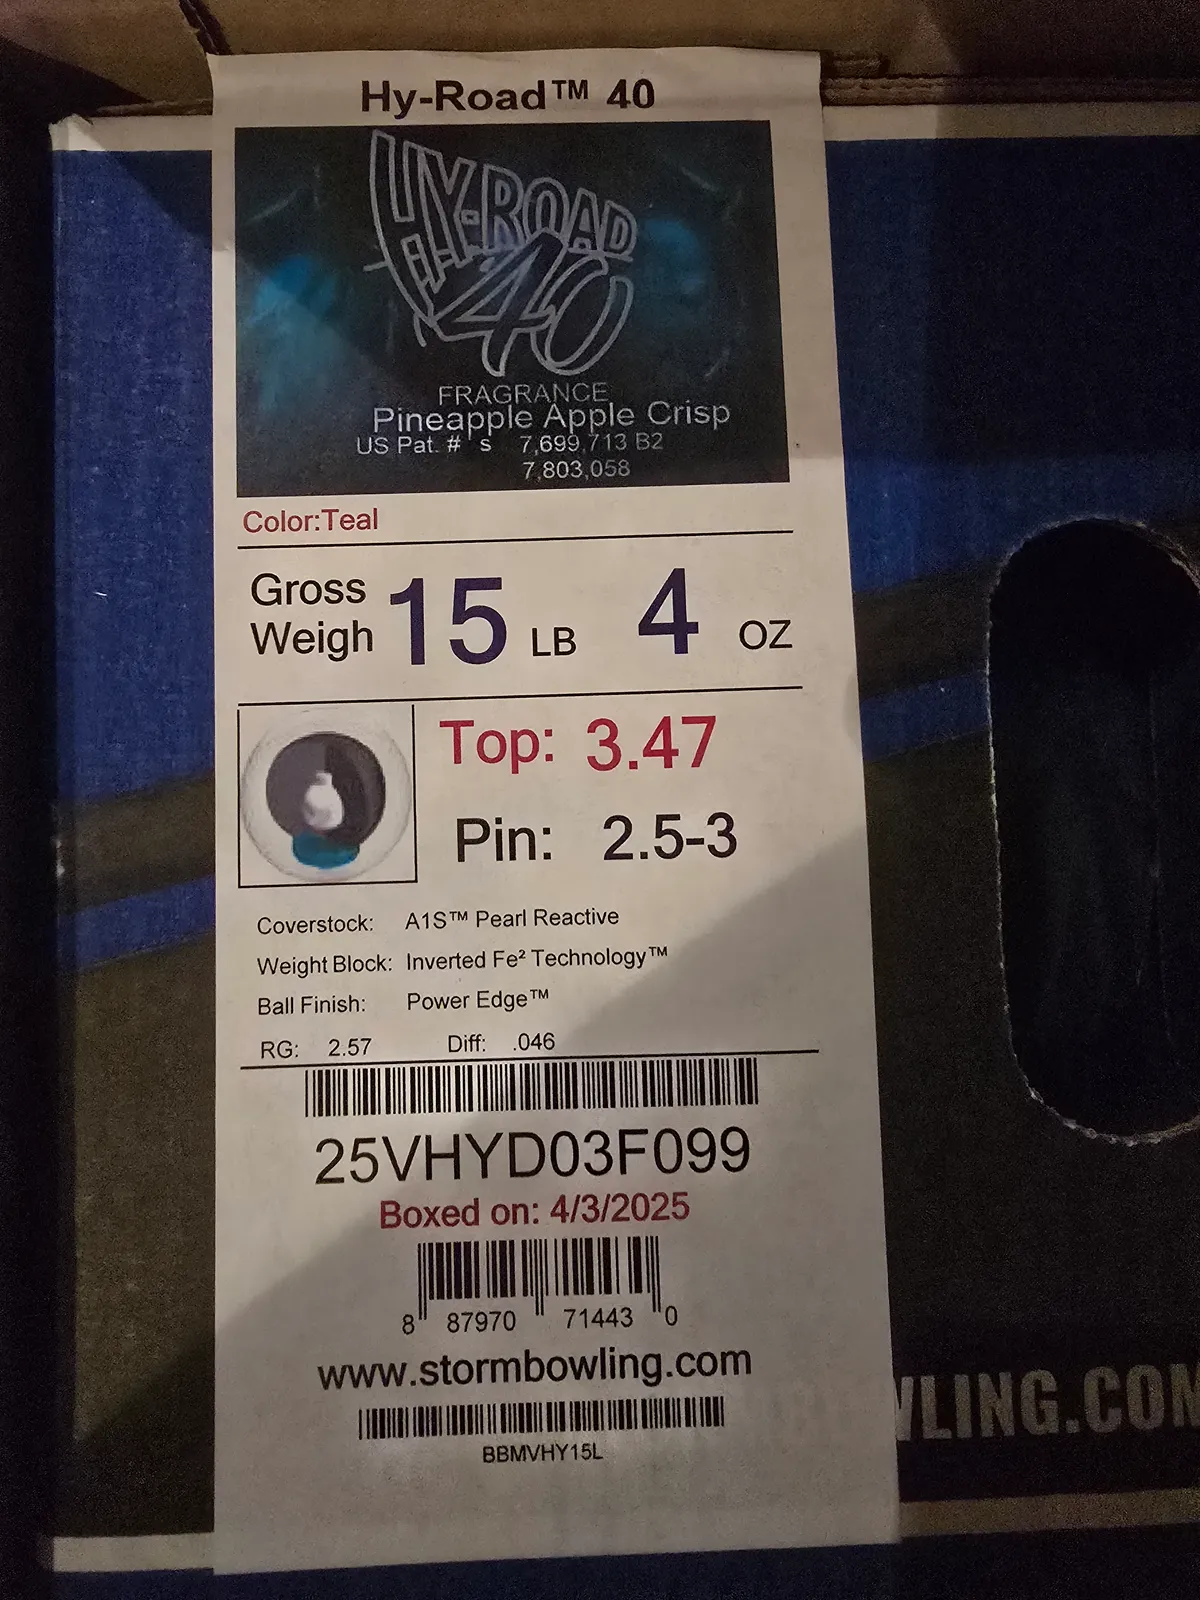 Hy-Road™ 40
HY-ROAD
40
FRAGRANCE
Pineapple Apple Crisp
US Pat. # s 7,699,713 B2
7,803,058
Color:Teal
Gross
Weigh 15 LB 4 OZ
Top: 3.47
Pin: 2.5-3
Coverstock: A1S™ Pearl Reactive
Weight Block: Inverted Fe² Technology™
Ball Finish: Power Edge™
RG: 2.57 Diff: .046
25VHYD03F099
Boxed on: 4/3/2025
8 87970 71443 0
www.stormbowling.com
WLING.COM
BBMVHY15L